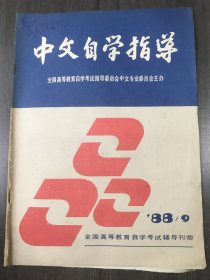 中文自学指导
全国高等教育自学考试指导委员会中文专业委员会主办
'88/9
全国高等教育自学考试辅导刊物